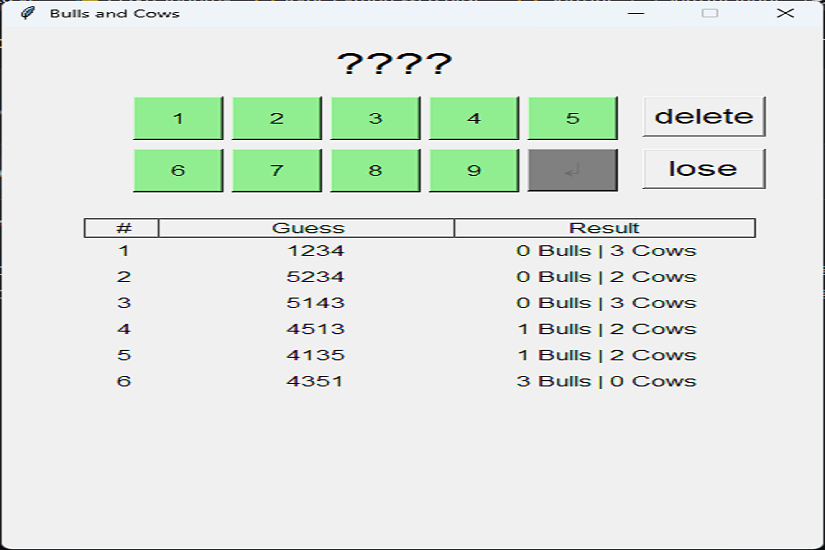 Bulls and Cows
????
1 2 3 4 5 delete
6 7 8 9 ↲ lose
# Guess Result
1 1234 0 Bulls | 3 Cows
2 5234 0 Bulls | 2 Cows
3 5143 0 Bulls | 3 Cows
4 4513 1 Bulls | 2 Cows
5 4135 1 Bulls | 2 Cows
6 4351 3 Bulls | 0 Cows